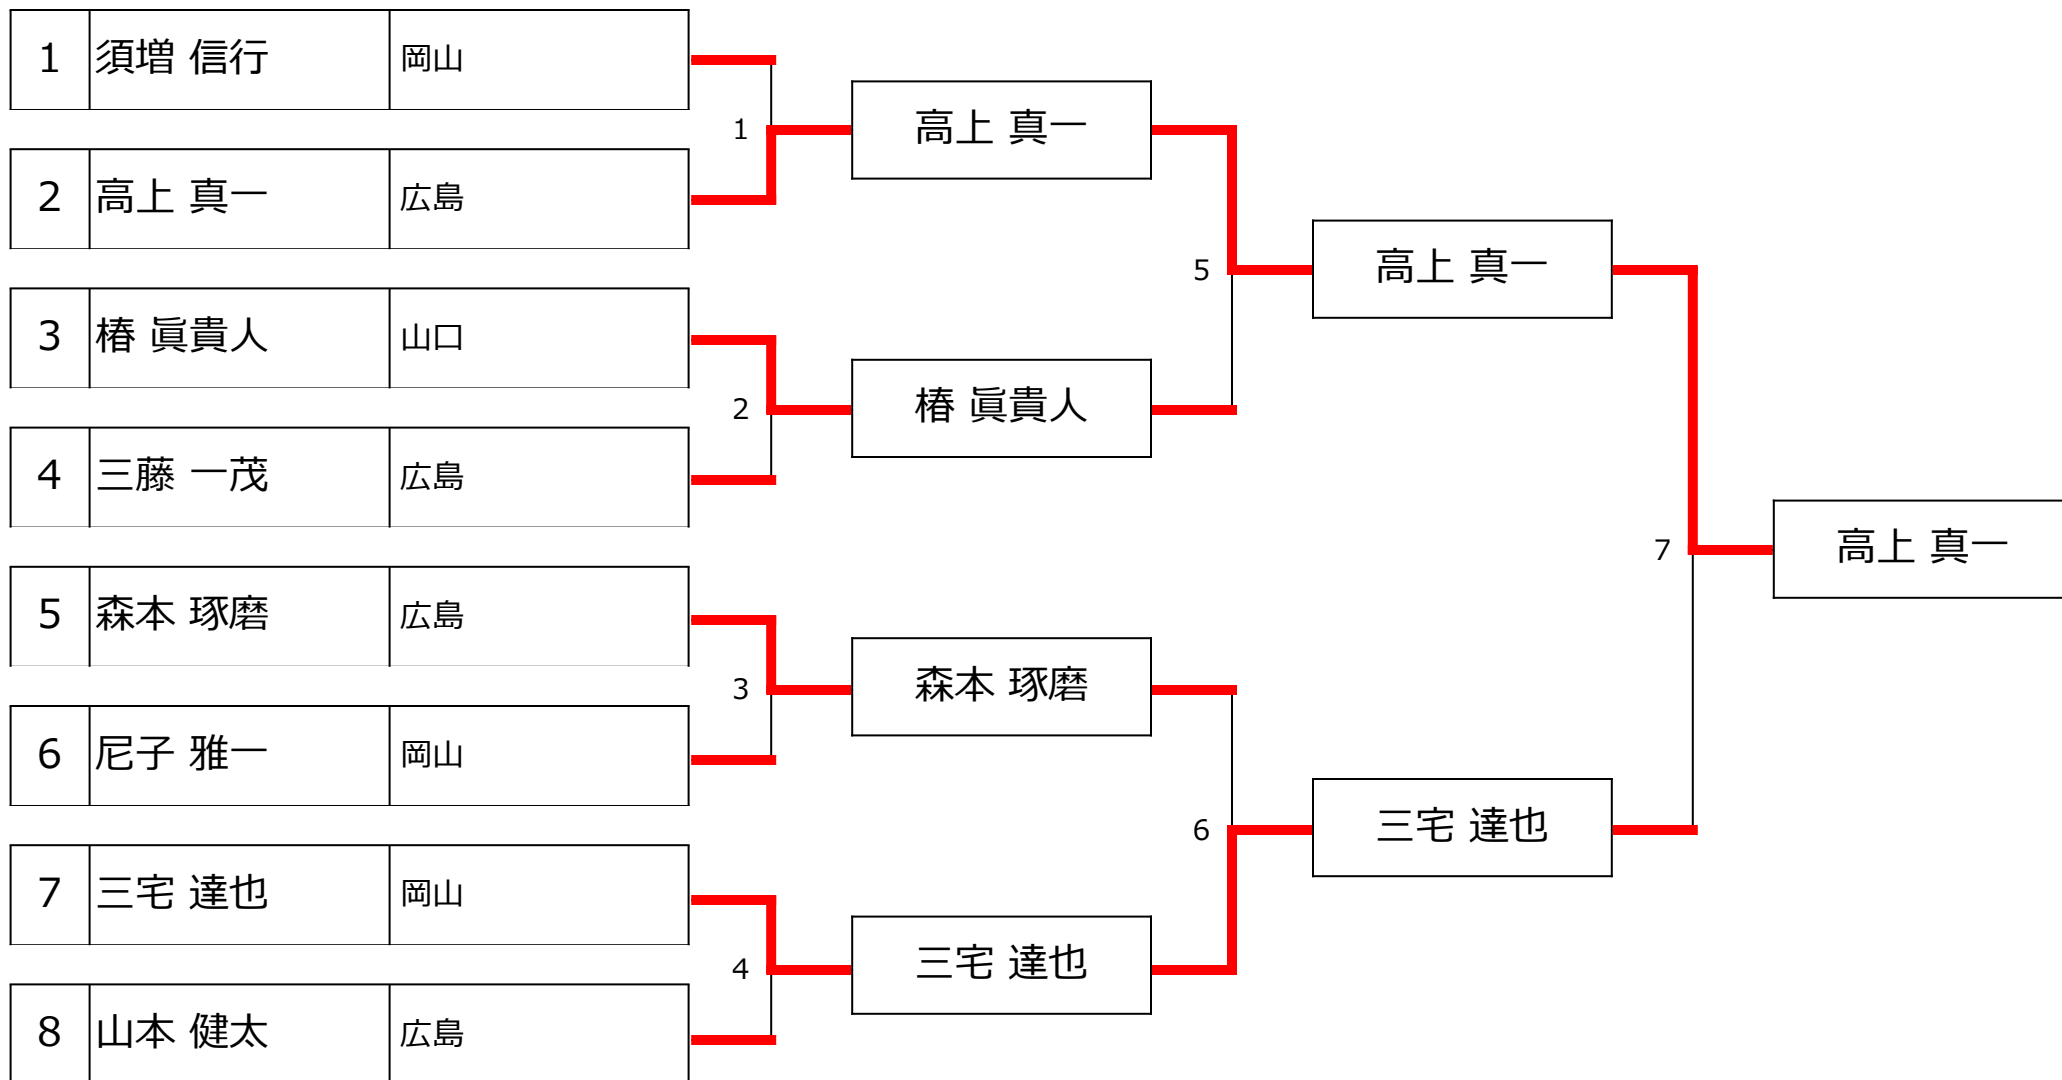 1 須増 信行 岡山
2 高上 真一 広島
3 椿 眞貴人 山口
4 三藤 一茂 広島
5 森本 琢磨 広島
6 尼子 雅一 岡山
7 三宅 達也 岡山
8 山本 健太 広島
1 高上 真一
2 椿 眞貴人
3 森本 琢磨
4 三宅 達也
5 高上 真一
6 三宅 達也
7 高上 真一